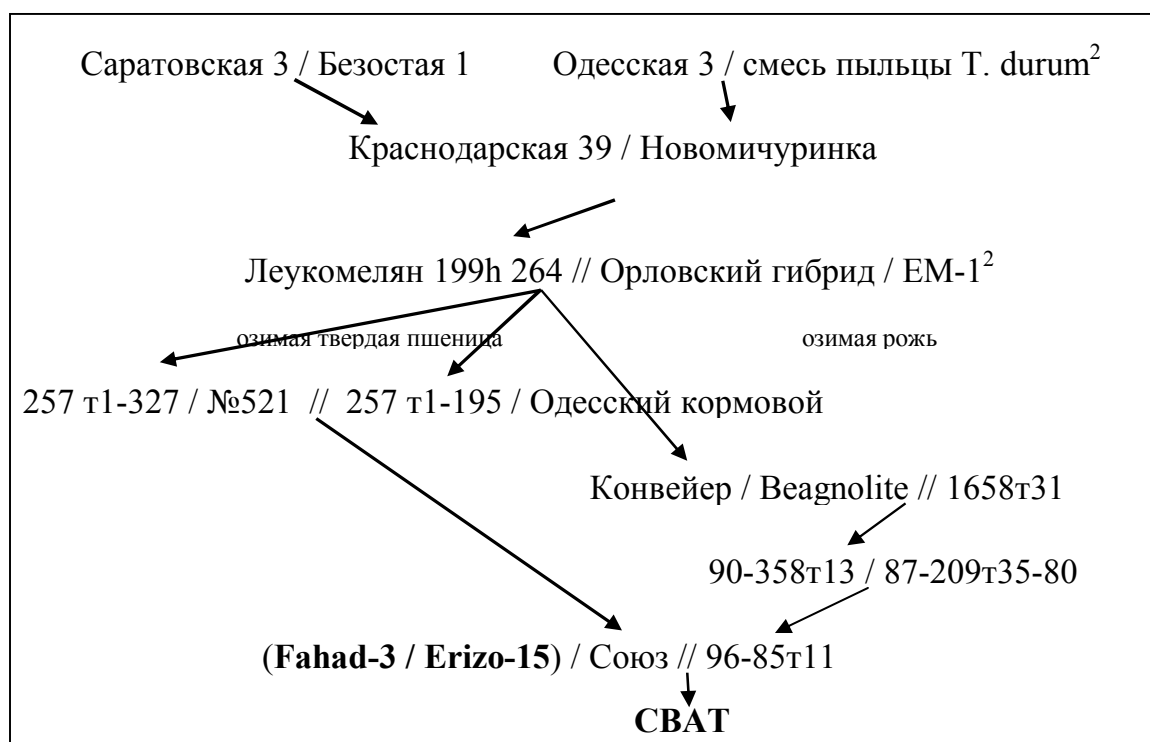 Саратовская 3 / Безостая 1 Одесская 3 / смесь пыльцы T. durum²
Краснодарская 39 / Новомичуринка
Леукомелян 199h 264 // Орловский гибрид / ЕМ-1²
озимая твердая пшеница озимая рожь
257 т1-327 / №521 // 257 т1-195 / Одесский кормовой
Конвейер / Beagnolite // 1658т31
90-358т13 / 87-209т35-80
(Fahad-3 / Erizo-15) / Союз // 96-85т11
СВАТ